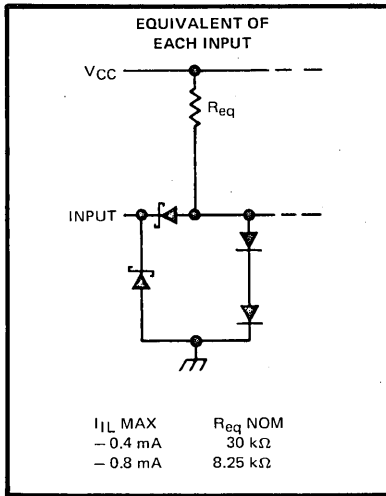 EQUIVALENT OF
EACH INPUT
VCC
Req
INPUT
IIL MAX Req NOM
− 0.4 mA 30 kΩ
− 0.8 mA 8.25 kΩ